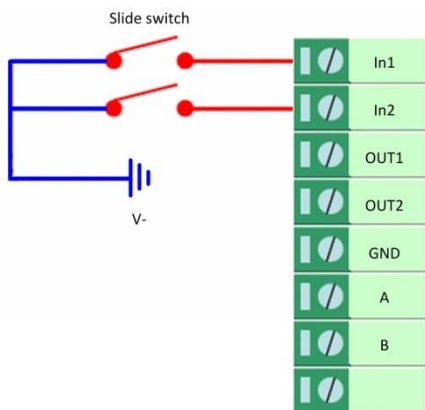 Slide switch
In1
In2
OUT1
OUT2
V-
GND
A
B